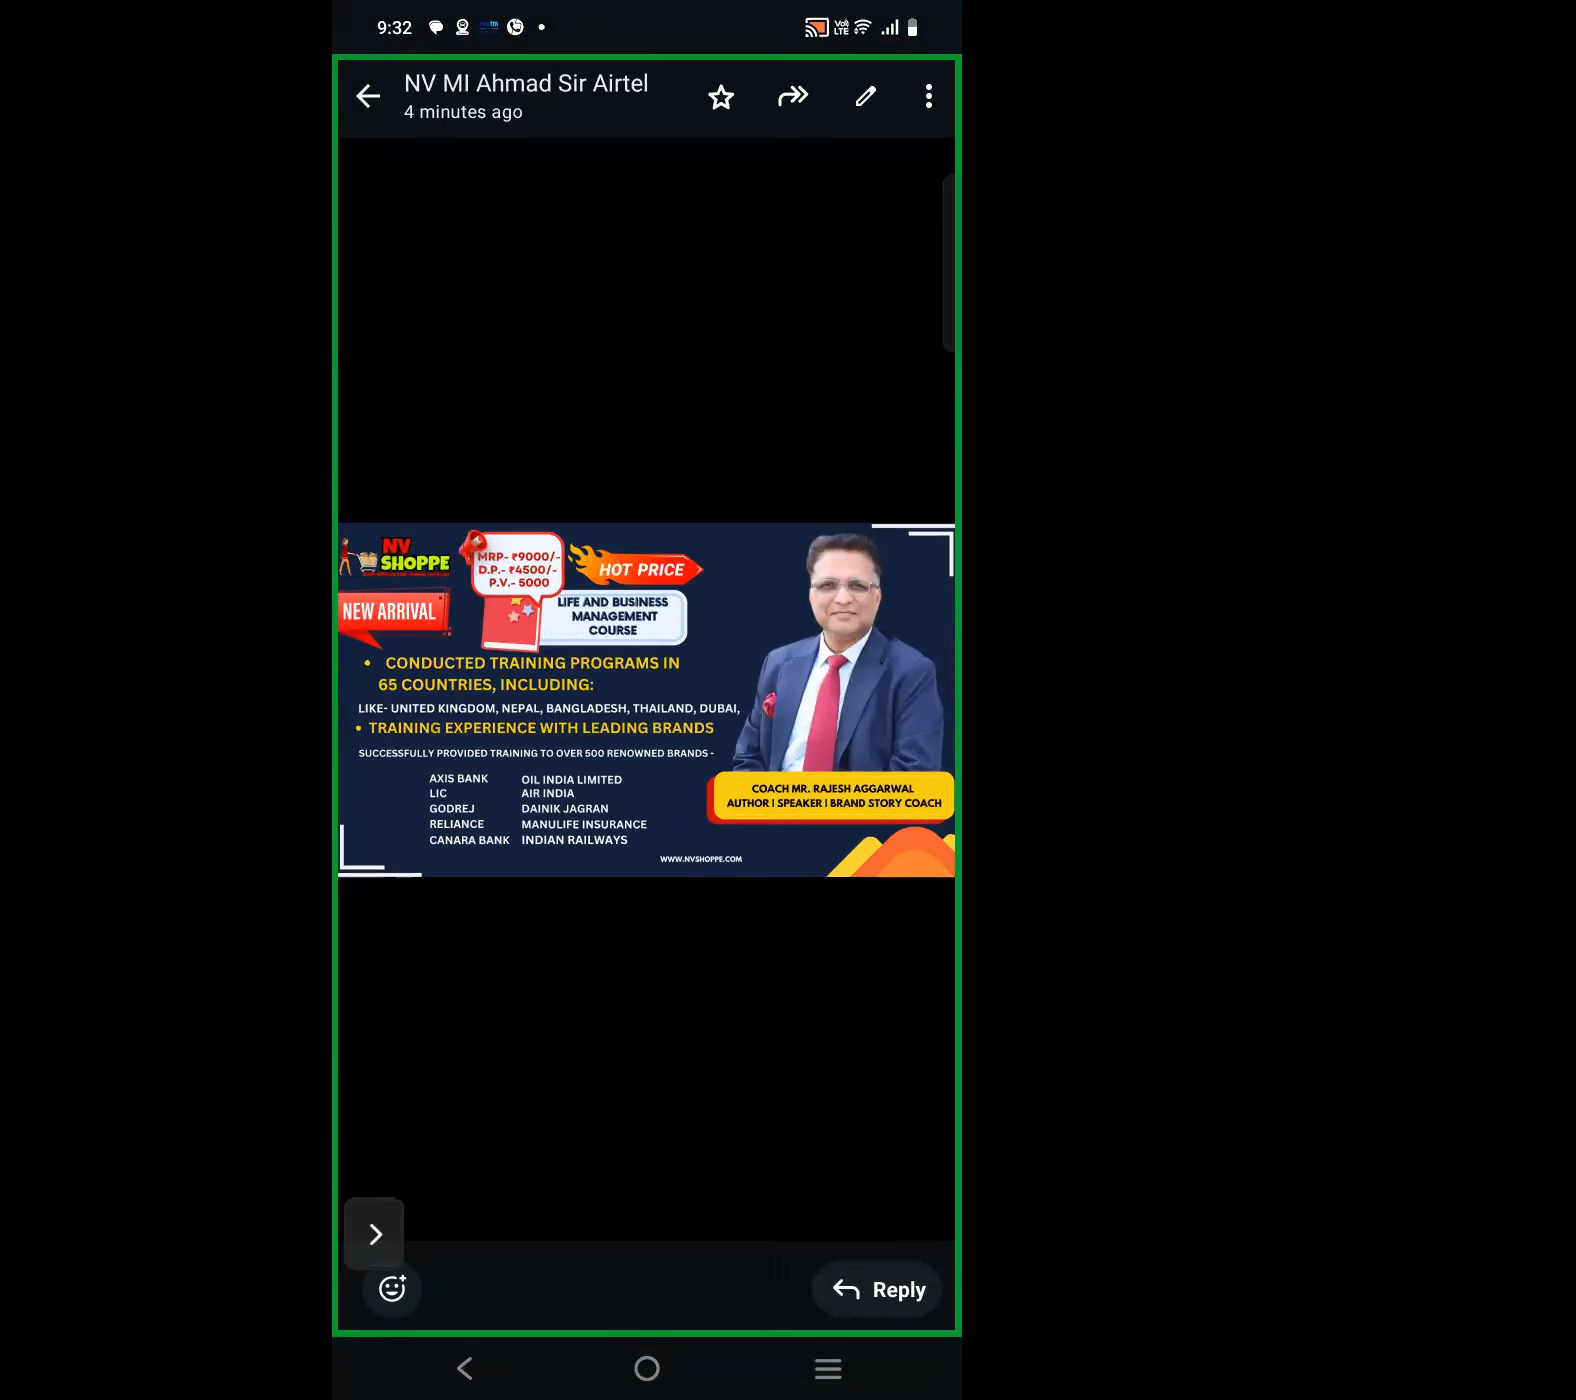 9:32
NV MI Ahmad Sir Airtel
4 minutes ago
NV
SHOPPE
MRP- ₹9000/-
D.P.- ₹4500/-
P.V.- 5000
HOT PRICE
NEW ARRIVAL
LIFE AND BUSINESS
MANAGEMENT
COURSE
• CONDUCTED TRAINING PROGRAMS IN
65 COUNTRIES, INCLUDING:
LIKE- UNITED KINGDOM, NEPAL, BANGLADESH, THAILAND, DUBAI,
• TRAINING EXPERIENCE WITH LEADING BRANDS
SUCCESSFULLY PROVIDED TRAINING TO OVER 500 RENOWNED BRANDS -
AXIS BANK OIL INDIA LIMITED
LIC AIR INDIA
GODREJ DAINIK JAGRAN
RELIANCE MANULIFE INSURANCE
CANARA BANK INDIAN RAILWAYS
COACH MR. RAJESH AGGARWAL
AUTHOR | SPEAKER | BRAND STORY COACH
WWW.NVSHOPPE.COM
Reply